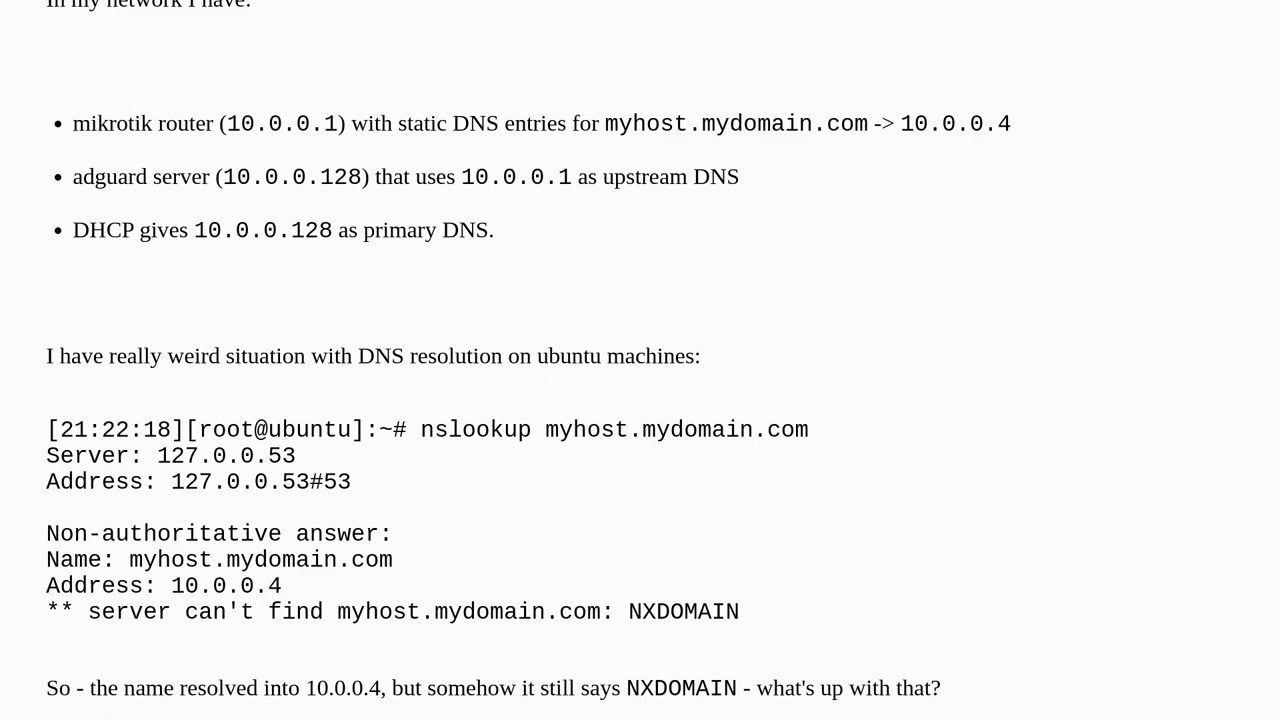 In my network I have:
• mikrotik router (10.0.0.1) with static DNS entries for myhost.mydomain.com -> 10.0.0.4
• adguard server (10.0.0.128) that uses 10.0.0.1 as upstream DNS
• DHCP gives 10.0.0.128 as primary DNS.
I have really weird situation with DNS resolution on ubuntu machines:
[21:22:18][root@ubuntu]:~# nslookup myhost.mydomain.com
Server: 127.0.0.53
Address: 127.0.0.53#53
Non-authoritative answer:
Name: myhost.mydomain.com
Address: 10.0.0.4
** server can't find myhost.mydomain.com: NXDOMAIN
So - the name resolved into 10.0.0.4, but somehow it still says NXDOMAIN - what's up with that?